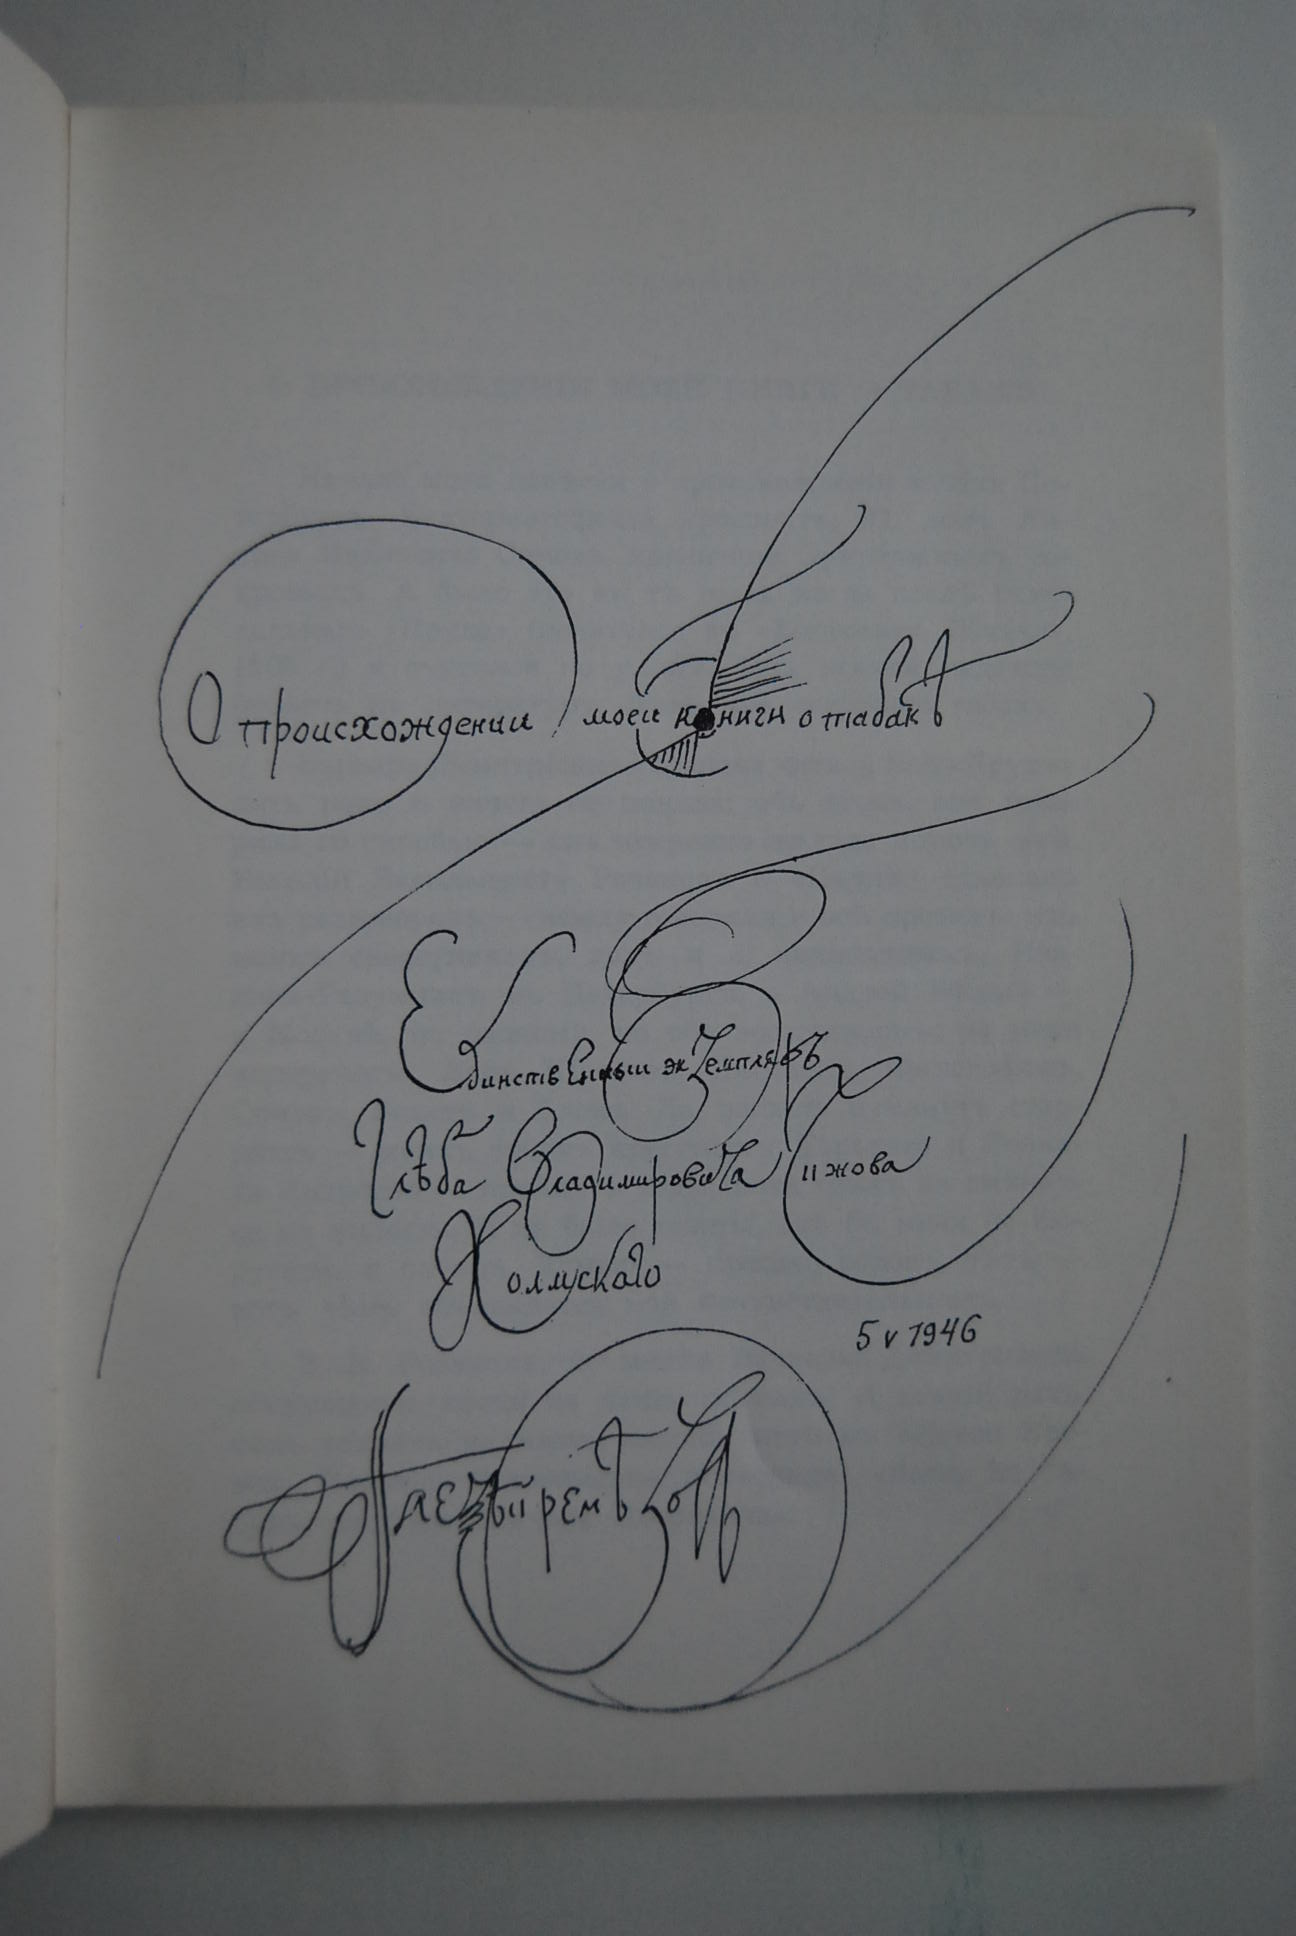 О происхождении моей книги о табакѣ
Единственный экземпляръ
Глѣба Владимировича Чижова
Холмскаго
5 V 1946
Алексѣй Ремизовъ